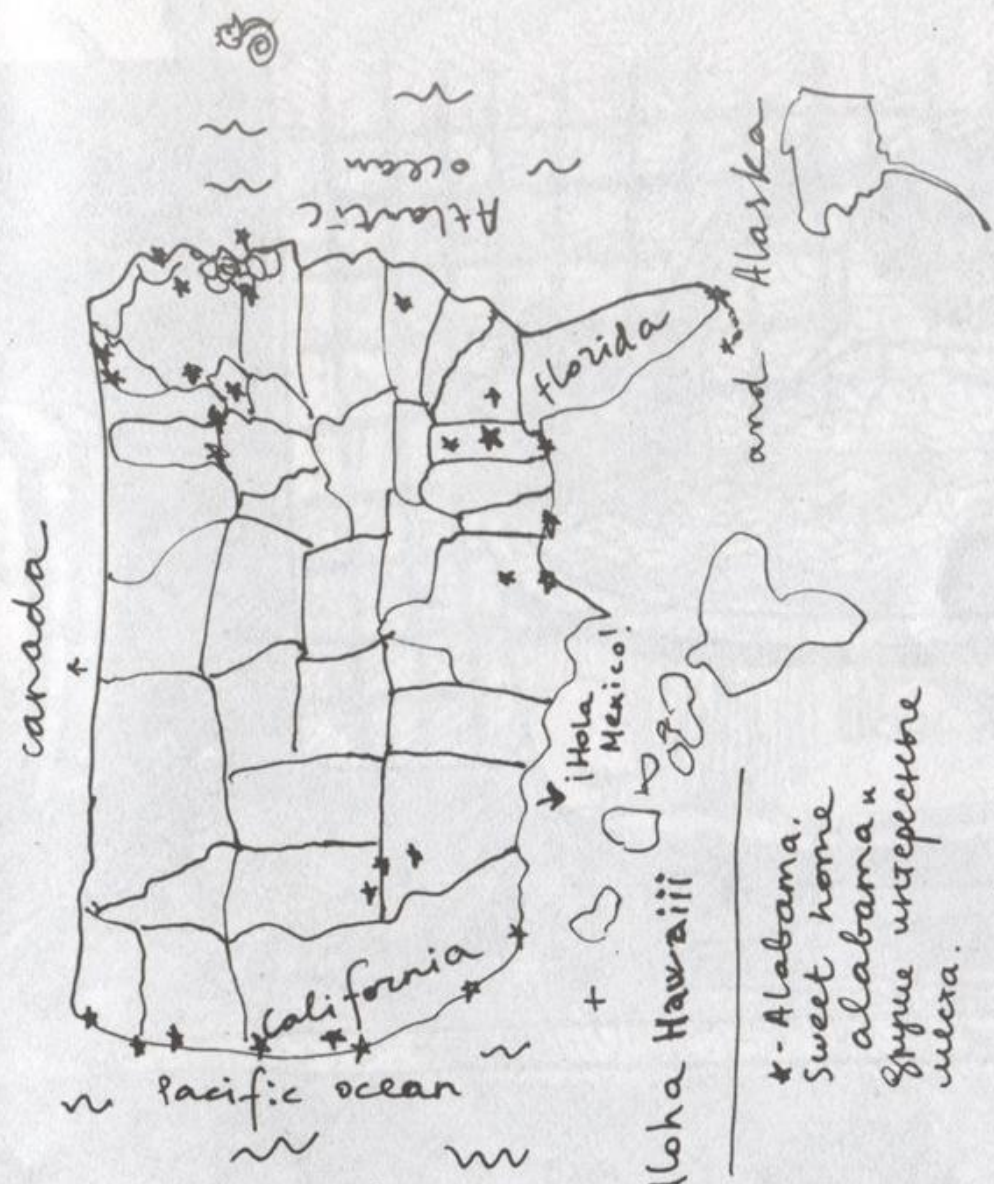 Canada
Atlantic
ocean
Florida
and Alaska
California
Pacific ocean
¡Hola
Mexico!
Aloha Hawaiii
- Alabama.
Sweet home
alabama и
другие интересные
места.